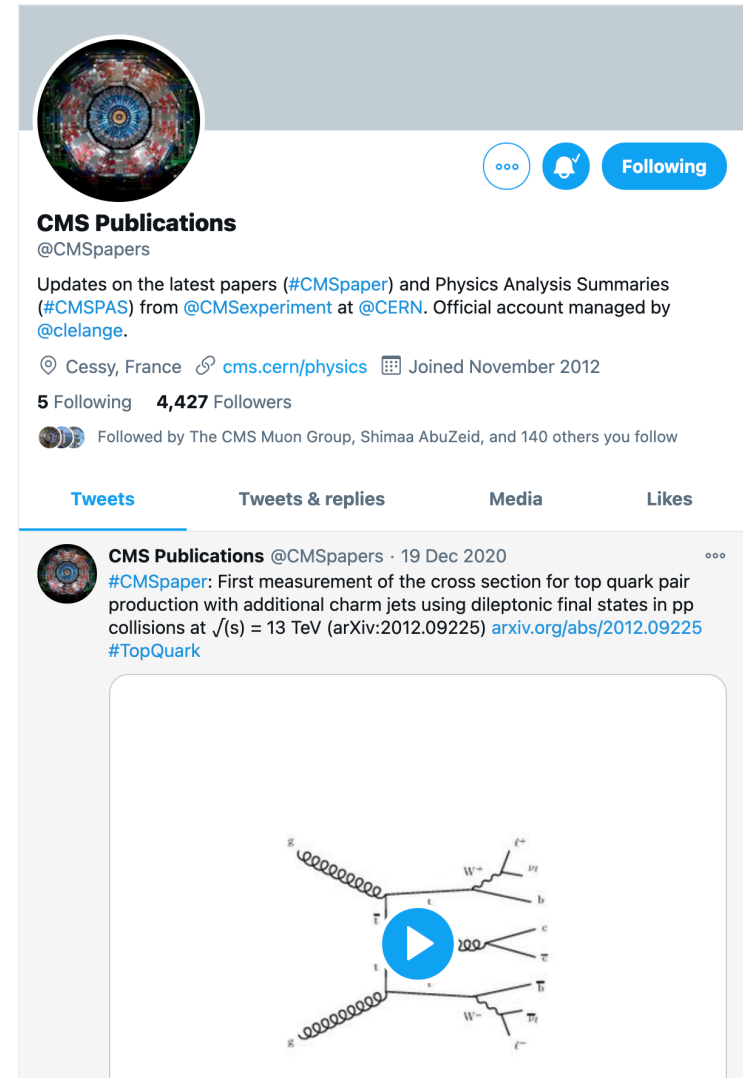 Following
CMS Publications
@CMSpapers
Updates on the latest papers (#CMSpaper) and Physics Analysis Summaries
(#CMSPAS) from @CMSexperiment at @CERN. Official account managed by
@clelange.
Cessy, France cms.cern/physics Joined November 2012
5 Following 4,427 Followers
Followed by The CMS Muon Group, Shimaa AbuZeid, and 140 others you follow
Tweets Tweets & replies Media Likes
CMS Publications @CMSpapers · 19 Dec 2020
#CMSpaper: First measurement of the cross section for top quark pair
production with additional charm jets using dileptonic final states in pp
collisions at √(s) = 13 TeV (arXiv:2012.09225) arxiv.org/abs/2012.09225
#TopQuark
g
ℓ+
W+
νℓ
b
t
t̅
c
c̅
t
b̅
W−
ν̅ℓ
g
ℓ−